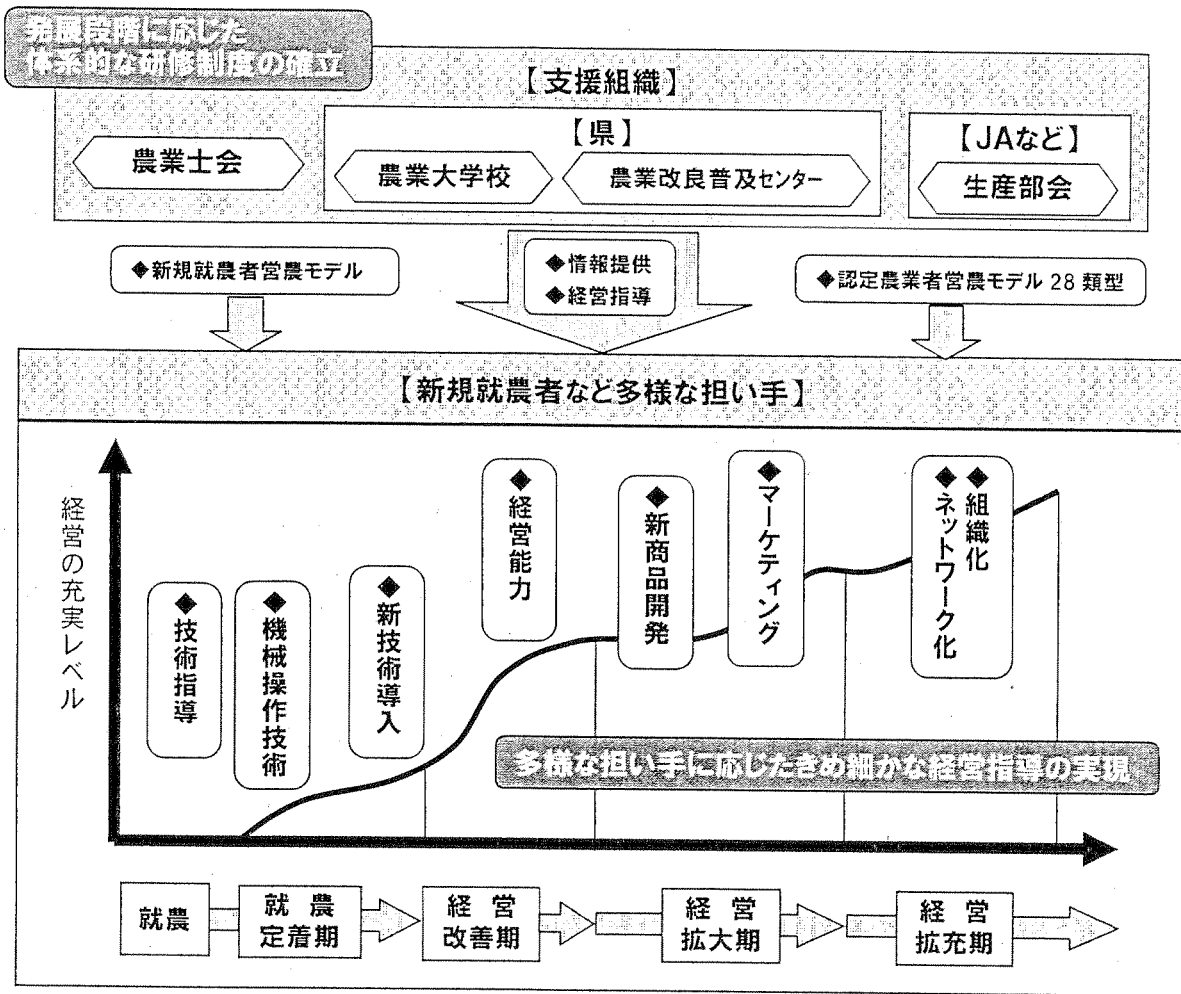 発展段階に応じた
体系的な研修制度の確立
【支援組織】
【県】
【JAなど】
農業士会
農業大学校
農業改良普及センター
生産部会
◆新規就農者営農モデル
◆情報提供
◆経営指導
◆認定農業者営農モデル 28 類型
【新規就農者など多様な担い手】
経営の充実レベル
◆技術指導
◆機械操作技術
◆新技術導入
◆経営能力
◆新商品開発
◆マーケティング
◆組織化
◆ネットワーク化
多様な担い手に応じたきめ細かな経営指導の実現
就農
就 農
定着期
経 営
改善期
経 営
拡大期
経 営
拡充期